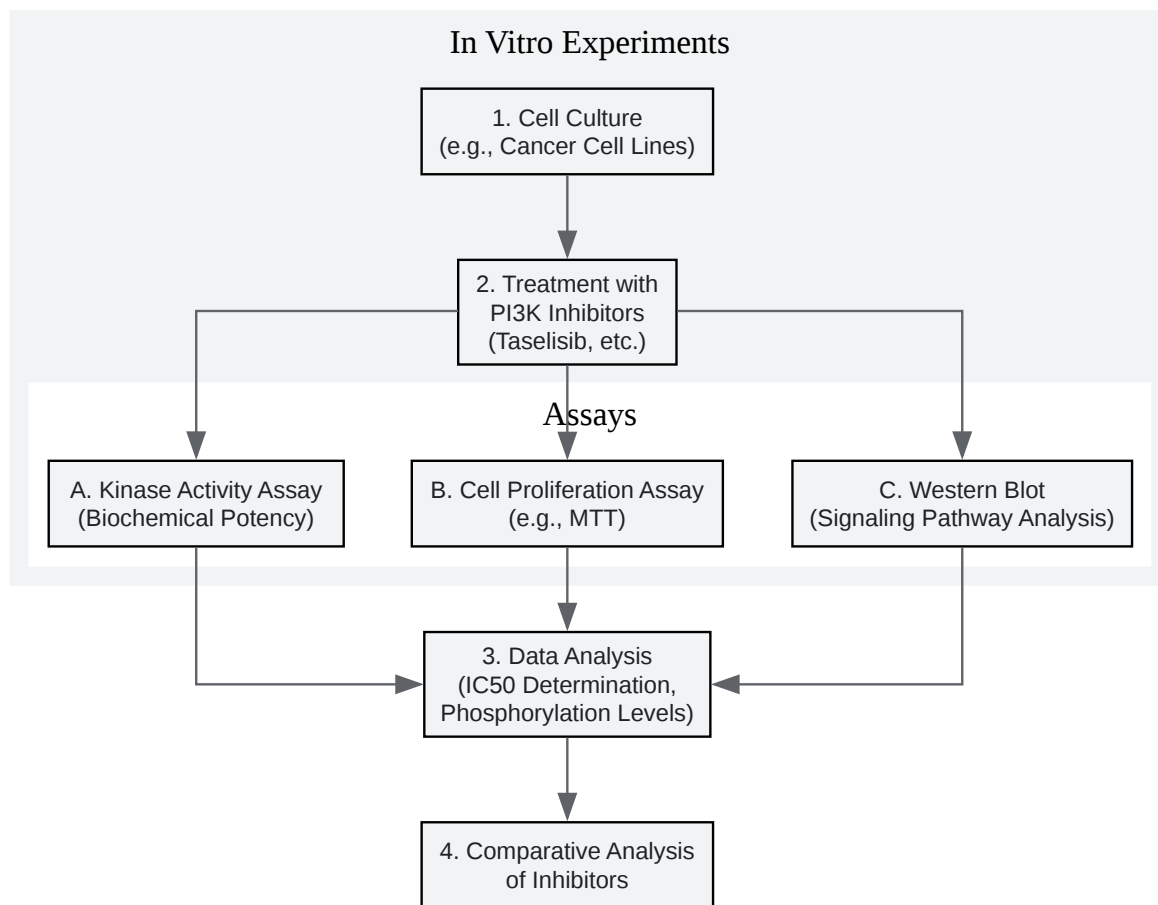 In Vitro Experiments
1. Cell Culture
(e.g., Cancer Cell Lines)
2. Treatment with
PI3K Inhibitors
(Taselisib, etc.)
Assays
A. Kinase Activity Assay
(Biochemical Potency)
B. Cell Proliferation Assay
(e.g., MTT)
C. Western Blot
(Signaling Pathway Analysis)
3. Data Analysis
(IC50 Determination,
Phosphorylation Levels)
4. Comparative Analysis
of Inhibitors